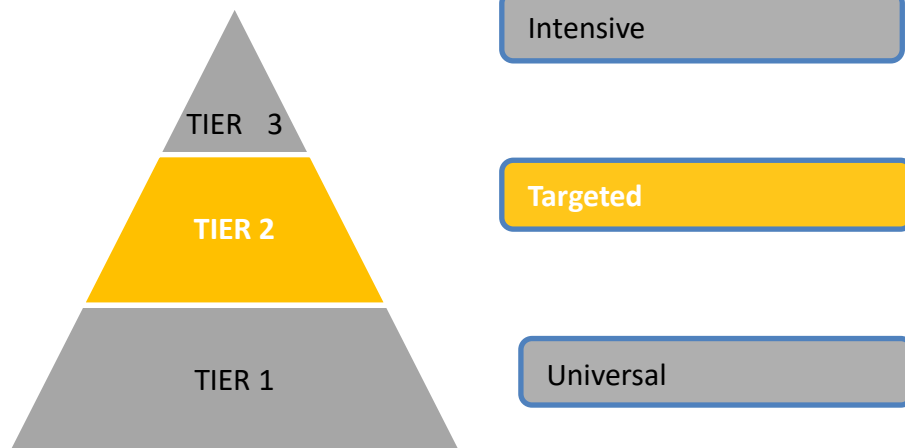 Intensive
TIER 3
Targeted
TIER 2
TIER 1
Universal